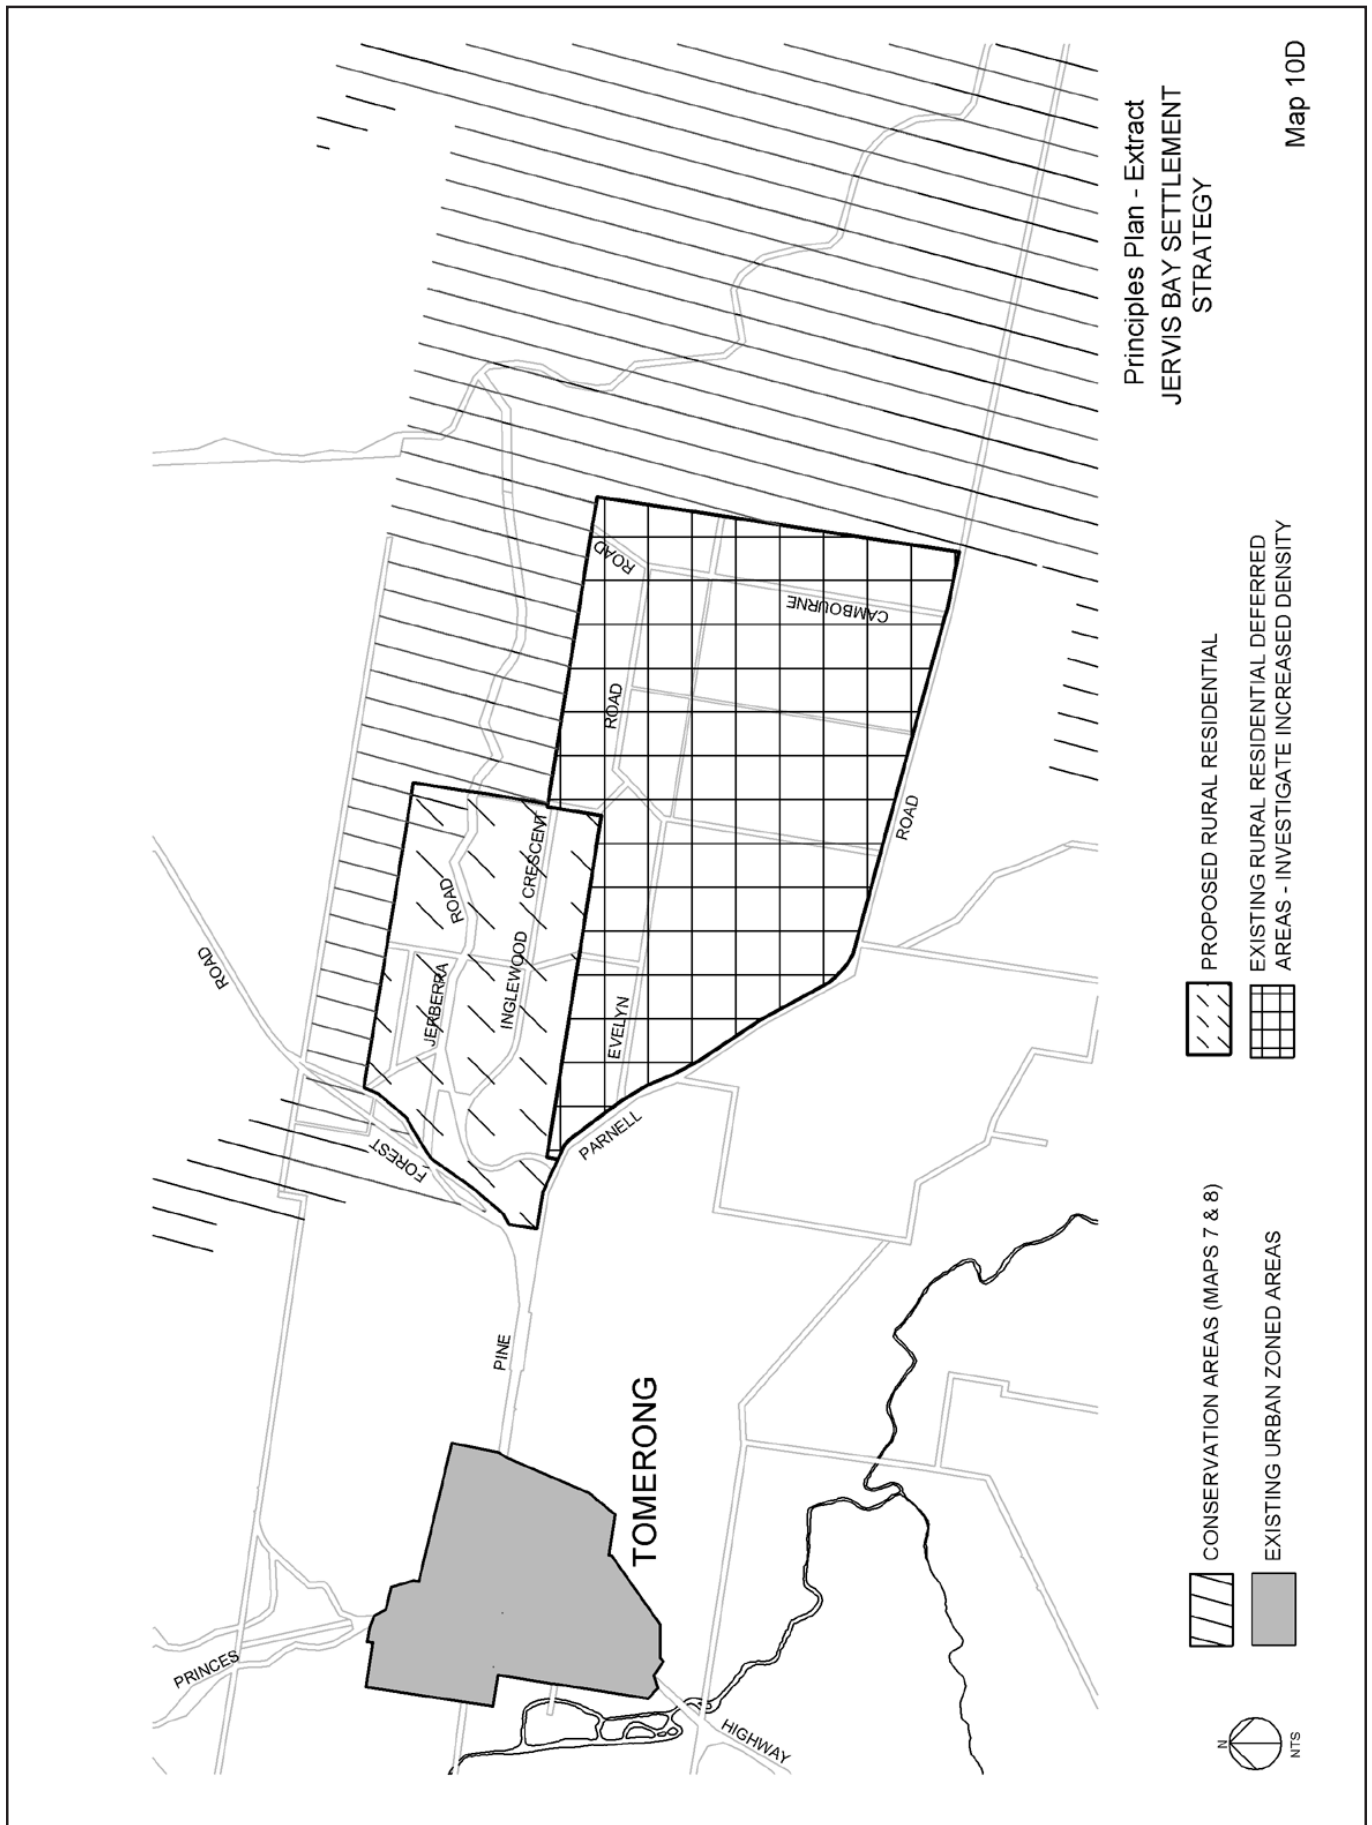 PRINCES
HIGHWAY
TOMERONG
PINE
FOREST
ROAD
JERBERRA
ROAD
INGLEWOOD
CRESCENT
PARNELL
ROAD
EVELYN
ROAD
CAMBOURNE
ROAD
N
NTS
CONSERVATION AREAS (MAPS 7 & 8)
EXISTING URBAN ZONED AREAS
PROPOSED RURAL RESIDENTIAL
EXISTING RURAL RESIDENTIAL DEFERRED
AREAS - INVESTIGATE INCREASED DENSITY
Principles Plan - Extract
JERVIS BAY SETTLEMENT
STRATEGY
Map 10D